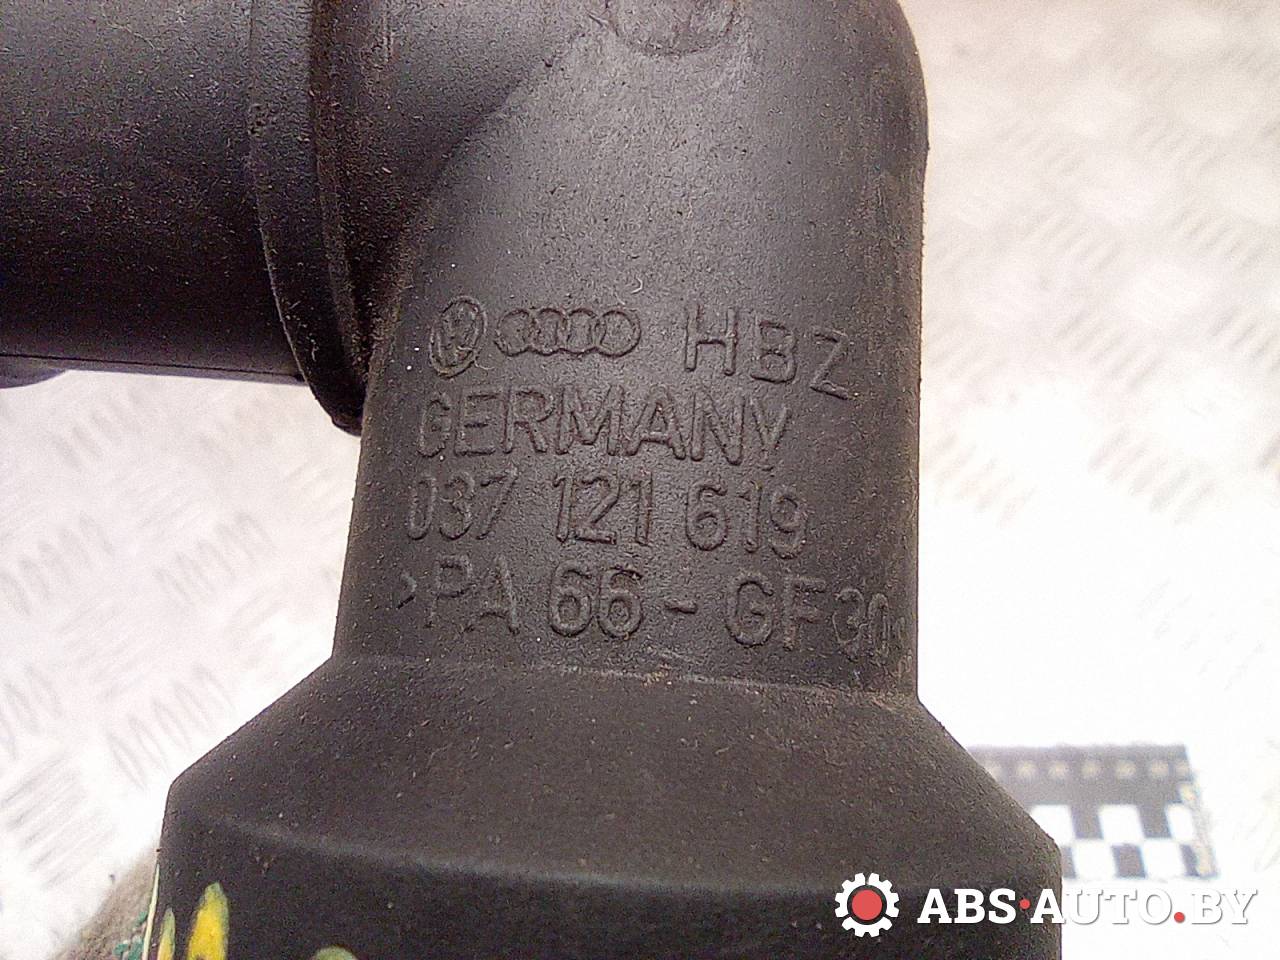 HBZ
GERMANY
037 121 619
>PA 66 - GF30
ABS-AUTO.BY